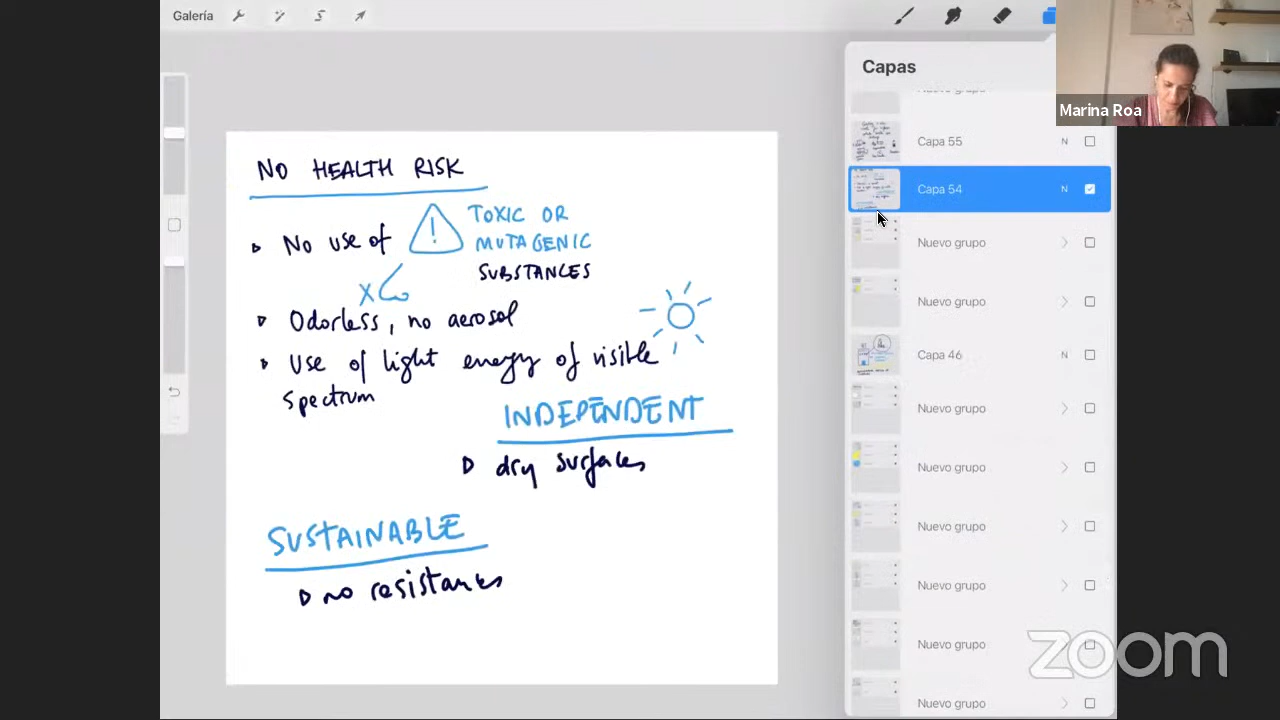 Galería
Capas
Marina Roa
Nuevo grupo
Capa 55
N
Capa 54
N
Nuevo grupo
Nuevo grupo
Capa 46
N
Nuevo grupo
Nuevo grupo
Nuevo grupo
Nuevo grupo
Nuevo grupo
Nuevo grupo
NO HEALTH RISK
No use of
! TOXIC OR
MUTAGENIC
SUBSTANCES
Odorless, no aerosol
Use of light energy of visible
spectrum
INDEPENDENT
dry surfaces
SUSTAINABLE
no resistances
zoom